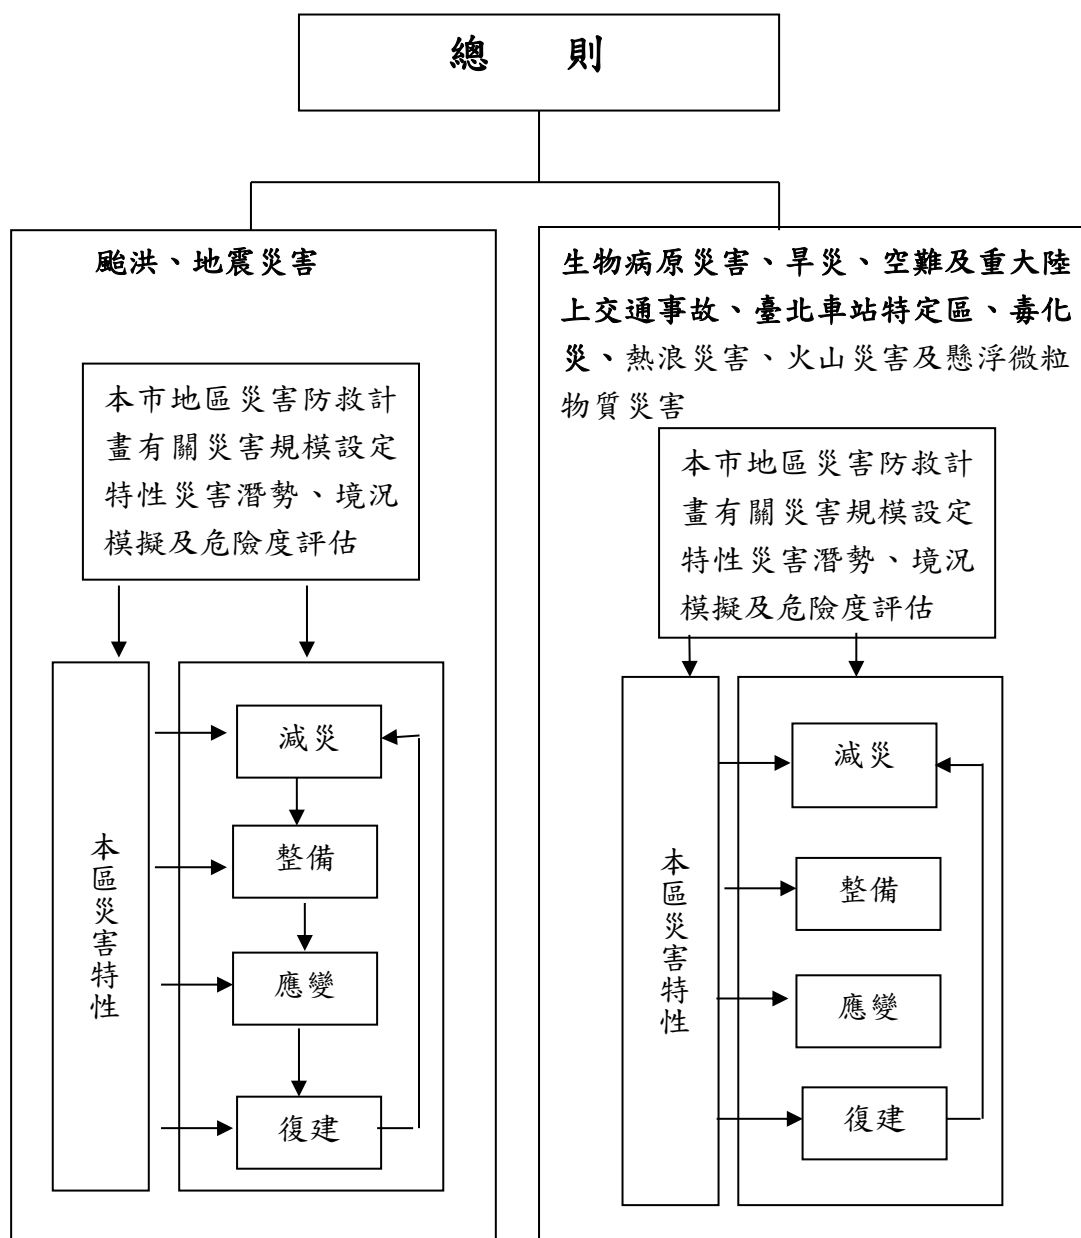 總 則
颱洪、地震災害
本市地區災害防救計
畫有關災害規模設定
特性災害潛勢、境況
模擬及危險度評估
本區災害特性
減災
整備
應變
復建
生物病原災害、旱災、空難及重大陸
上交通事故、臺北車站特定區、毒化
災、熱浪災害、火山災害及懸浮微粒
物質災害
本市地區災害防救計
畫有關災害規模設定
特性災害潛勢、境況
模擬及危險度評估
本區災害特性
減災
整備
應變
復建